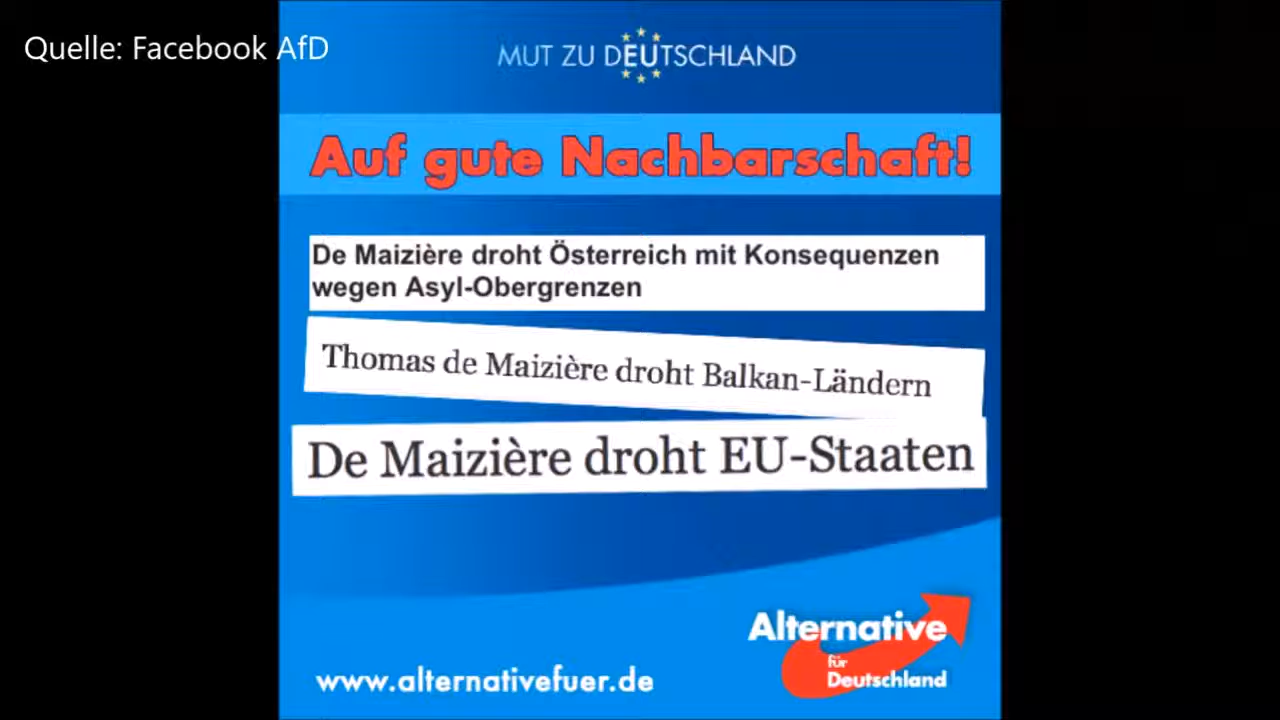 Quelle: Facebook AfD
MUT ZU DEUTSCHLAND
Auf gute Nachbarschaft!
De Maizière droht Österreich mit Konsequenzen
wegen Asyl-Obergrenzen
Thomas de Maizière droht Balkan-Ländern
De Maizière droht EU-Staaten
Alternative
für
Deutschland
www.alternativefuer.de